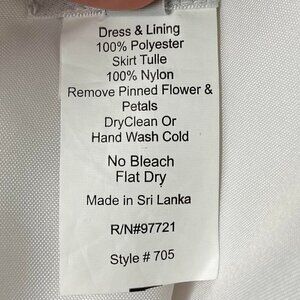 Dress & Lining
100% Polyester
Skirt Tulle
100% Nylon
Remove Pinned Flower &
Petals
DryClean Or
Hand Wash Cold
No Bleach
Flat Dry
Made in Sri Lanka
R/N#97721
Style # 705